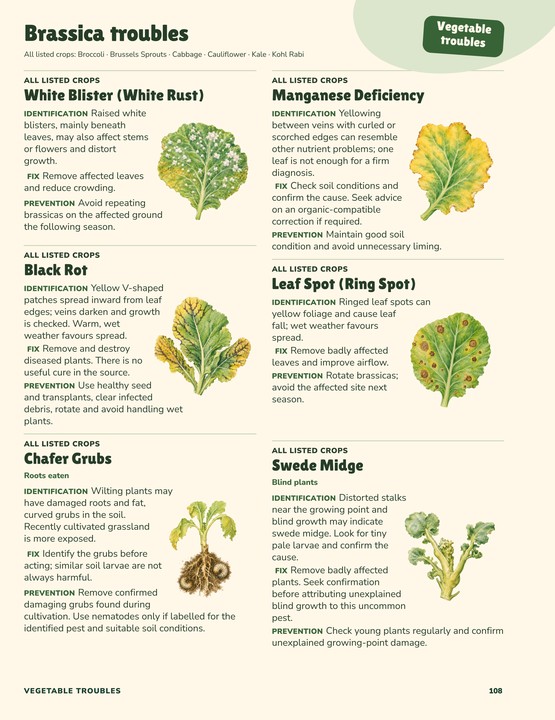 Brassica troubles
Vegetable
troubles
All listed crops: Broccoli · Brussels Sprouts · Cabbage · Cauliflower · Kale · Kohl Rabi
ALL LISTED CROPS
White Blister (White Rust)
IDENTIFICATION Raised white
blisters, mainly beneath
leaves, may also affect stems
or flowers and distort
growth.
FIX Remove affected leaves
and reduce crowding.
PREVENTION Avoid repeating
brassicas on the affected ground
the following season.
ALL LISTED CROPS
Black Rot
IDENTIFICATION Yellow V-shaped
patches spread inward from leaf
edges; veins darken and growth
is checked. Warm, wet
weather favours spread.
FIX Remove and destroy
diseased plants. There is no
useful cure in the source.
PREVENTION Use healthy seed
and transplants, clear infected
debris, rotate and avoid handling wet
plants.
ALL LISTED CROPS
Chafer Grubs
Roots eaten
IDENTIFICATION Wilting plants may
have damaged roots and fat,
curved grubs in the soil.
Recently cultivated grassland
is more exposed.
FIX Identify the grubs before
acting; similar soil larvae are not
always harmful.
PREVENTION Remove confirmed
damaging grubs found during
cultivation. Use nematodes only if labelled for the
identified pest and suitable soil conditions.
ALL LISTED CROPS
Manganese Deficiency
IDENTIFICATION Yellowing
between veins with curled or
scorched edges can resemble
other nutrient problems; one
leaf is not enough for a firm
diagnosis.
FIX Check soil conditions and
confirm the cause. Seek advice
on an organic-compatible
correction if required.
PREVENTION Maintain good soil
condition and avoid unnecessary liming.
ALL LISTED CROPS
Leaf Spot (Ring Spot)
IDENTIFICATION Ringed leaf spots can
yellow foliage and cause leaf
fall; wet weather favours
spread.
FIX Remove badly affected
leaves and improve airflow.
PREVENTION Rotate brassicas;
avoid the affected site next
season.
ALL LISTED CROPS
Swede Midge
Blind plants
IDENTIFICATION Distorted stalks
near the growing point and
blind growth may indicate
swede midge. Look for tiny
pale larvae and confirm the
cause.
FIX Remove badly affected
plants. Seek confirmation
before attributing unexplained
blind growth to this uncommon
pest.
PREVENTION Check young plants regularly and confirm
unexplained growing-point damage.
VEGETABLE TROUBLES
108